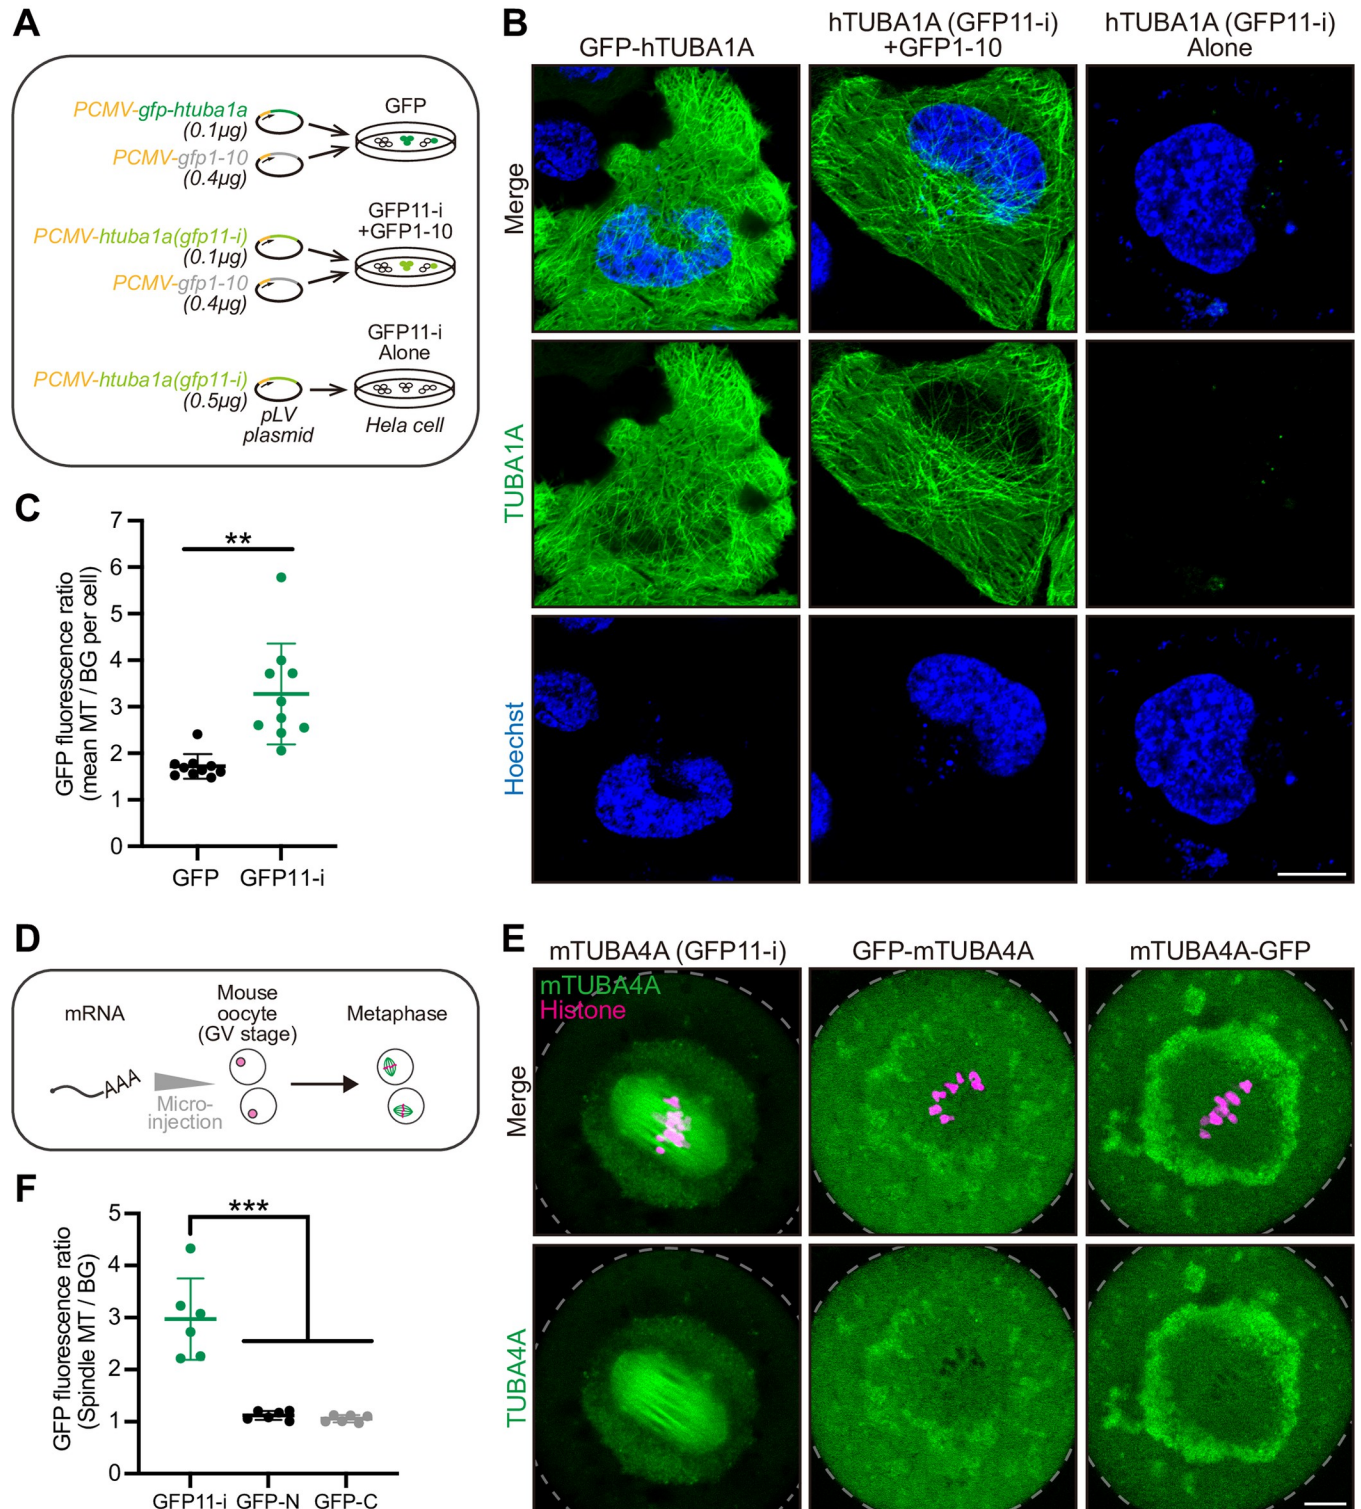 A
PCMV-gfp-htuba1a
(0.1µg)
PCMV-gfp1-10
(0.4µg)
GFP
PCMV-htuba1a(gfp11-i)
(0.1µg)
PCMV-gfp1-10
(0.4µg)
GFP11-i
+GFP1-10
PCMV-htuba1a(gfp11-i)
(0.5µg)
pLV
plasmid
GFP11-i
Alone
Hela cell
B
GFP-hTUBA1A
hTUBA1A (GFP11-i)
+GFP1-10
hTUBA1A (GFP11-i)
Alone
Merge
TUBA1A
Hoechst
C
GFP fluorescence ratio
(mean MT / BG per cell)
7
6
5
4
3
2
1
0
**
GFP
GFP11-i
D
mRNA
AAA
Micro-
injection
Mouse
oocyte
(GV stage)
Metaphase
E
mTUBA4A (GFP11-i)
GFP-mTUBA4A
mTUBA4A-GFP
mTUBA4A
Histone
Merge
TUBA4A
F
GFP fluorescence ratio
(Spindle MT / BG)
5
4
3
2
1
0
***
GFP11-i
GFP-N
GFP-C